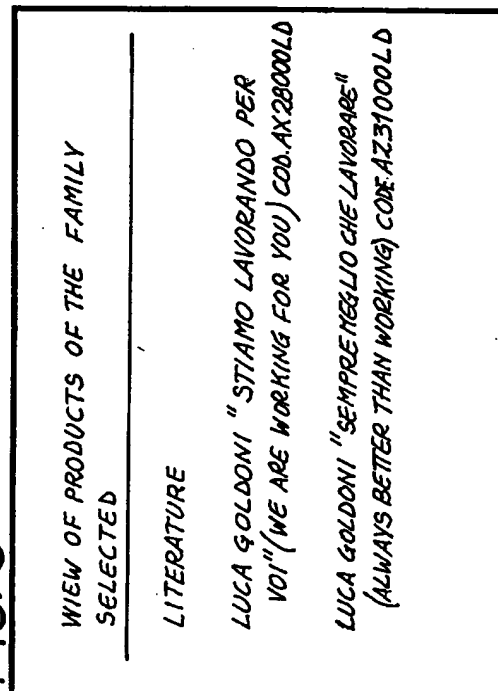 WIEW OF PRODUCTS OF THE FAMILY
SELECTED
LITERATURE
LUCA GOLDONI "STIAMO LAVORANDO PER
VOI" (WE ARE WORKING FOR YOU) COD.AX28000LD
LUCA GOLDONI "SEMPRE MEGLIO CHE LAVORARE"
(ALWAYS BETTER THAN WORKING) CODE.AZ31000LD